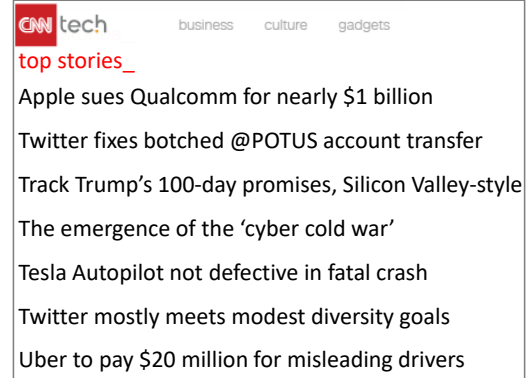 CNN tech business culture gadgets
top stories_
Apple sues Qualcomm for nearly $1 billion
Twitter fixes botched @POTUS account transfer
Track Trump’s 100-day promises, Silicon Valley-style
The emergence of the ‘cyber cold war’
Tesla Autopilot not defective in fatal crash
Twitter mostly meets modest diversity goals
Uber to pay $20 million for misleading drivers